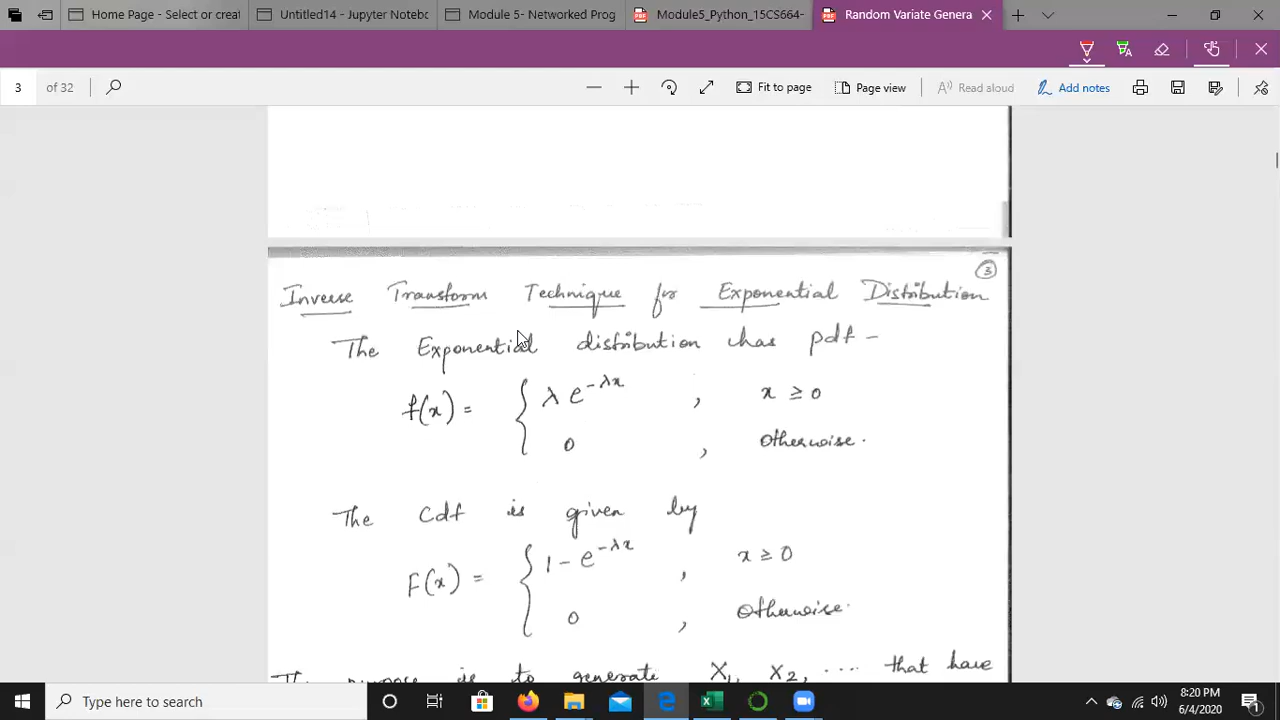 Home Page - Select or creat
Untitled14 - Jupyter Noteb
Module 5- Networked Prog
Module5_Python_15CS664-
Random Variate Genera
3 of 32
Fit to page
Page view
Read aloud
Add notes
3
Inverse Transform Technique for Exponential Distribution
The Exponential distribution has pdf -
f(x) = { λ e^{-λx} , x ≥ 0
0 , otherwise.
The cdf is given by
F(x) = { 1 - e^{-λx} , x ≥ 0
0 , otherwise.
is to generate X1, X2, .... that have
Type here to search
8:20 PM
6/4/2020
1